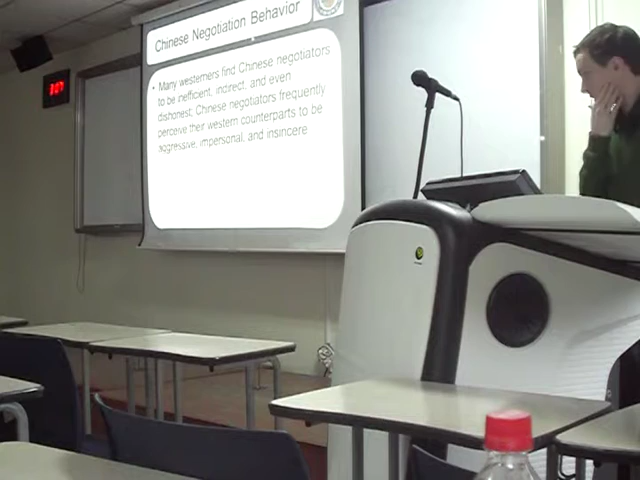 Chinese Negotiation Behavior
• Many westerners find Chinese negotiators
to be inefficient, indirect, and even
dishonest; Chinese negotiators frequently
perceive their western counterparts to be
aggressive, impersonal, and insincere